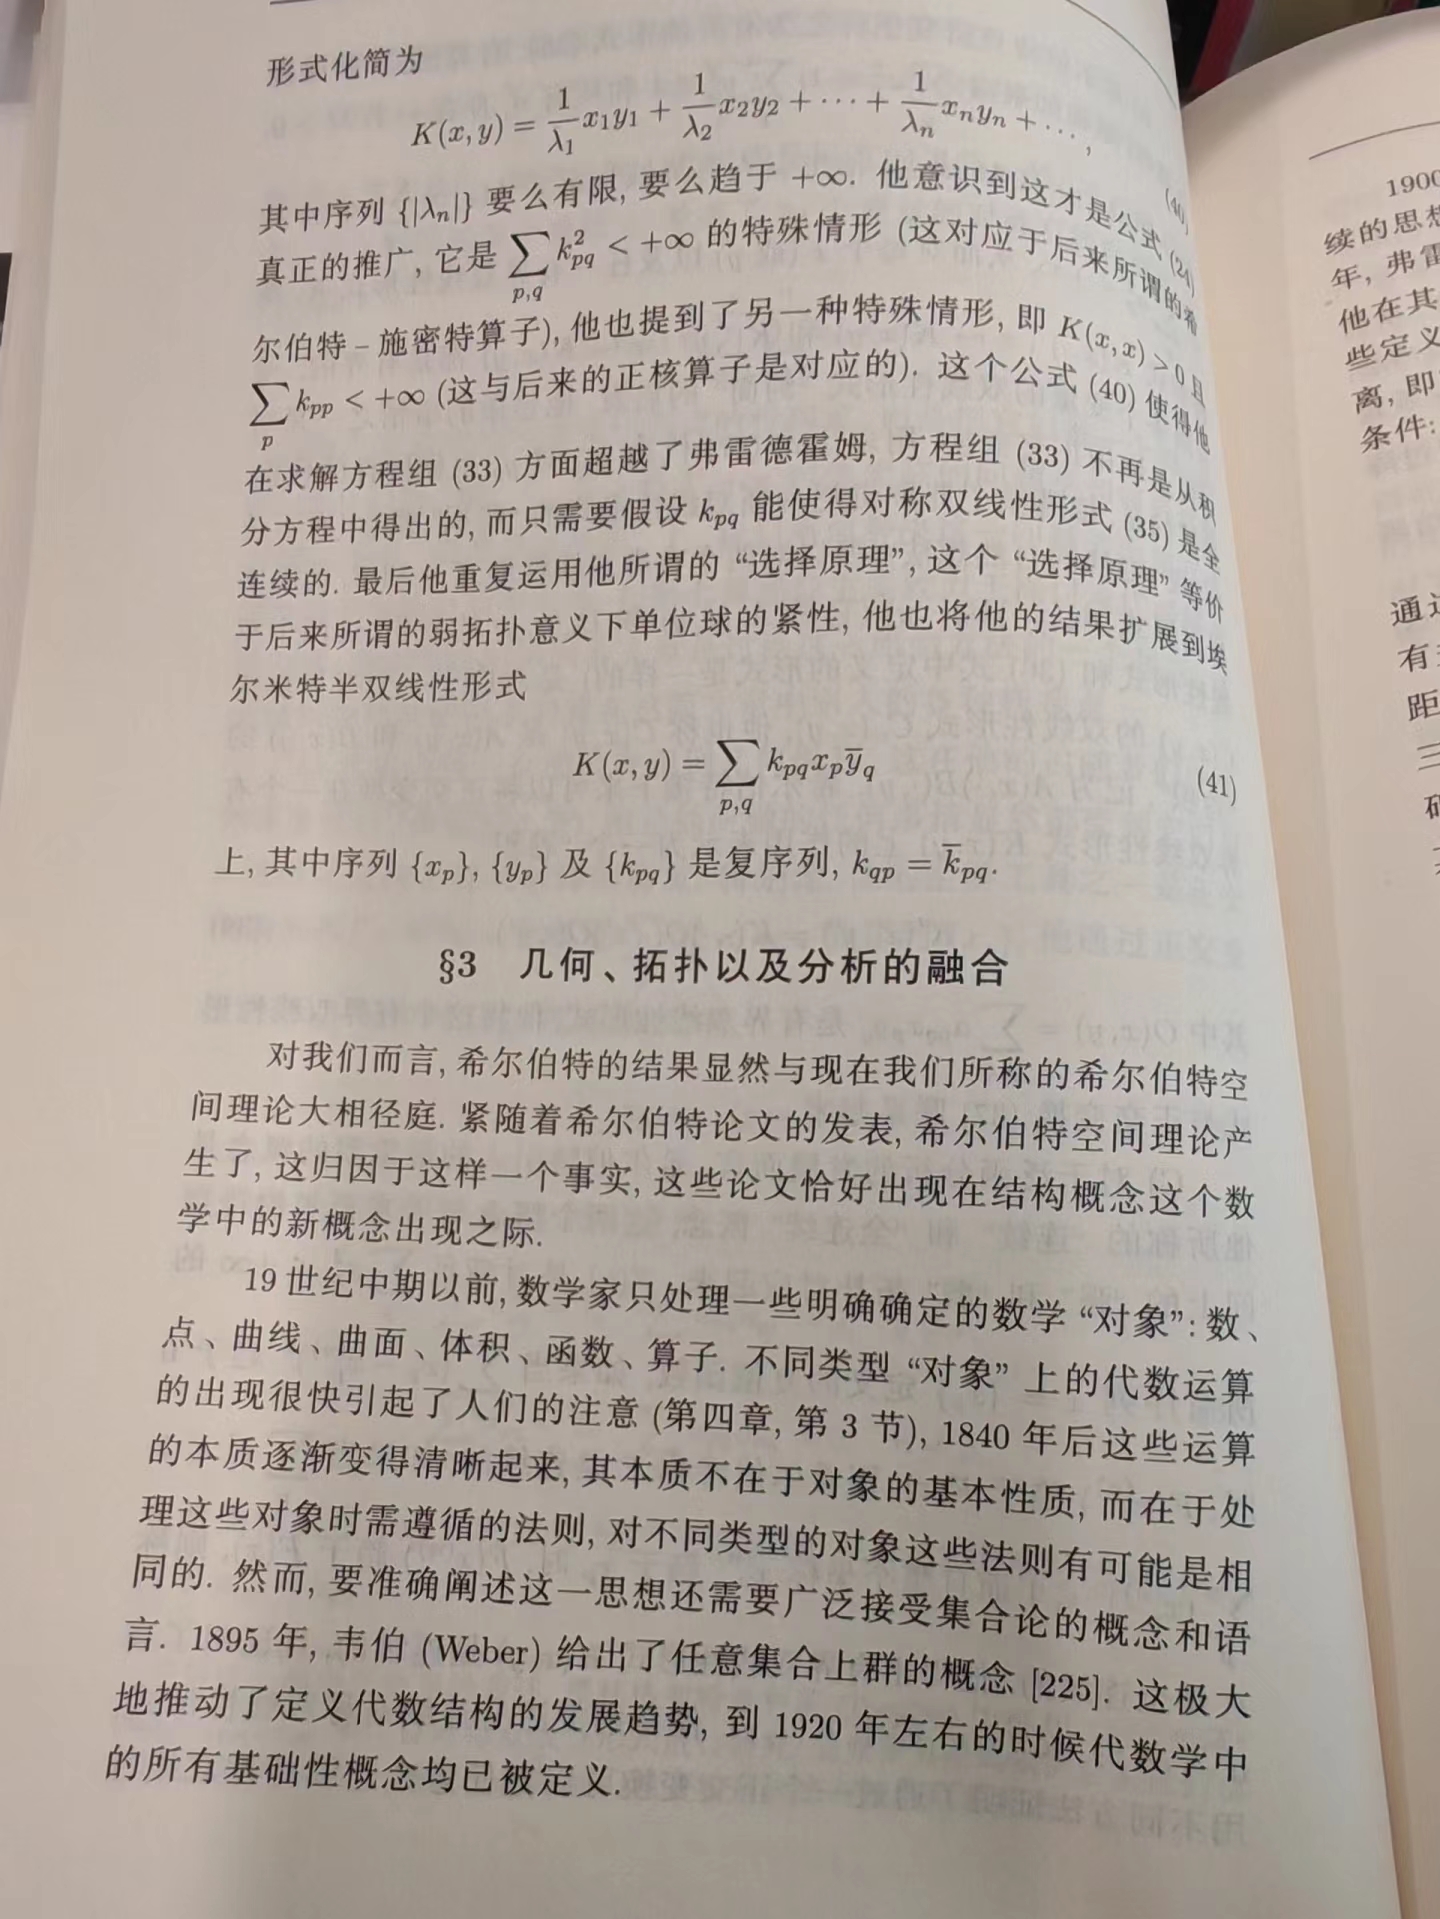 形式化简为
K(x, y) = \frac{1}{λ_1}x_1y_1 + \frac{1}{λ_2}x_2y_2 + ··· + \frac{1}{λ_n}x_ny_n + ··· ,
(40)
其中序列 {|λ_n|} 要么有限, 要么趋于 +∞. 他意识到这才是公式 (24)
真正的推广, 它是 \sum_{p,q} k_{pq}^2 < +∞ 的特殊情形 (这对应于后来所谓的希
尔伯特 – 施密特算子), 他也提到了另一种特殊情形, 即 K(x, x) > 0 且
\sum_p k_{pp} < +∞ (这与后来的正核算子是对应的). 这个公式 (40) 使得他
在求解方程组 (33) 方面超越了弗雷德霍姆, 方程组 (33) 不再是从积
分方程中得出的, 而只需要假设 k_{pq} 能使得对称双线性形式 (35) 是全
连续的. 最后他重复运用他所谓的 “选择原理”, 这个 “选择原理” 等价
于后来所谓的弱拓扑意义下单位球的紧性, 他也将他的结果扩展到埃
尔米特半双线性形式
K(x, y) = \sum_{p,q} k_{pq}x_p\overline{y}_q (41)
上, 其中序列 {x_p}, {y_p} 及 {k_{pq}} 是复序列, k_{qp} = \overline{k}_{pq}.
§3 几何、拓扑以及分析的融合
对我们而言, 希尔伯特的结果显然与现在我们所称的希尔伯特空
间理论大相径庭. 紧随着希尔伯特论文的发表, 希尔伯特空间理论产
生了, 这归因于这样一个事实, 这些论文恰好出现在结构概念这个数
学中的新概念出现之际.
19 世纪中期以前, 数学家只处理一些明确确定的数学 “对象”: 数、
点、曲线、曲面、体积、函数、算子. 不同类型 “对象” 上的代数运算
的出现很快引起了人们的注意 (第四章, 第 3 节), 1840 年后这些运算
的本质逐渐变得清晰起来, 其本质不在于对象的基本性质, 而在于处
理这些对象时需遵循的法则, 对不同类型的对象这些法则有可能是相
同的. 然而, 要准确阐述这一思想还需要广泛接受集合论的概念和语
言. 1895 年, 韦伯 (Weber) 给出了任意集合上群的概念 [225]. 这极大
地推动了定义代数结构的发展趋势, 到 1920 年左右的时候代数学中
的所有基础性概念均已被定义.
1900
续的思想
年, 弗雷
他在其
些定义
离, 即
条件:
通过
有
距
三